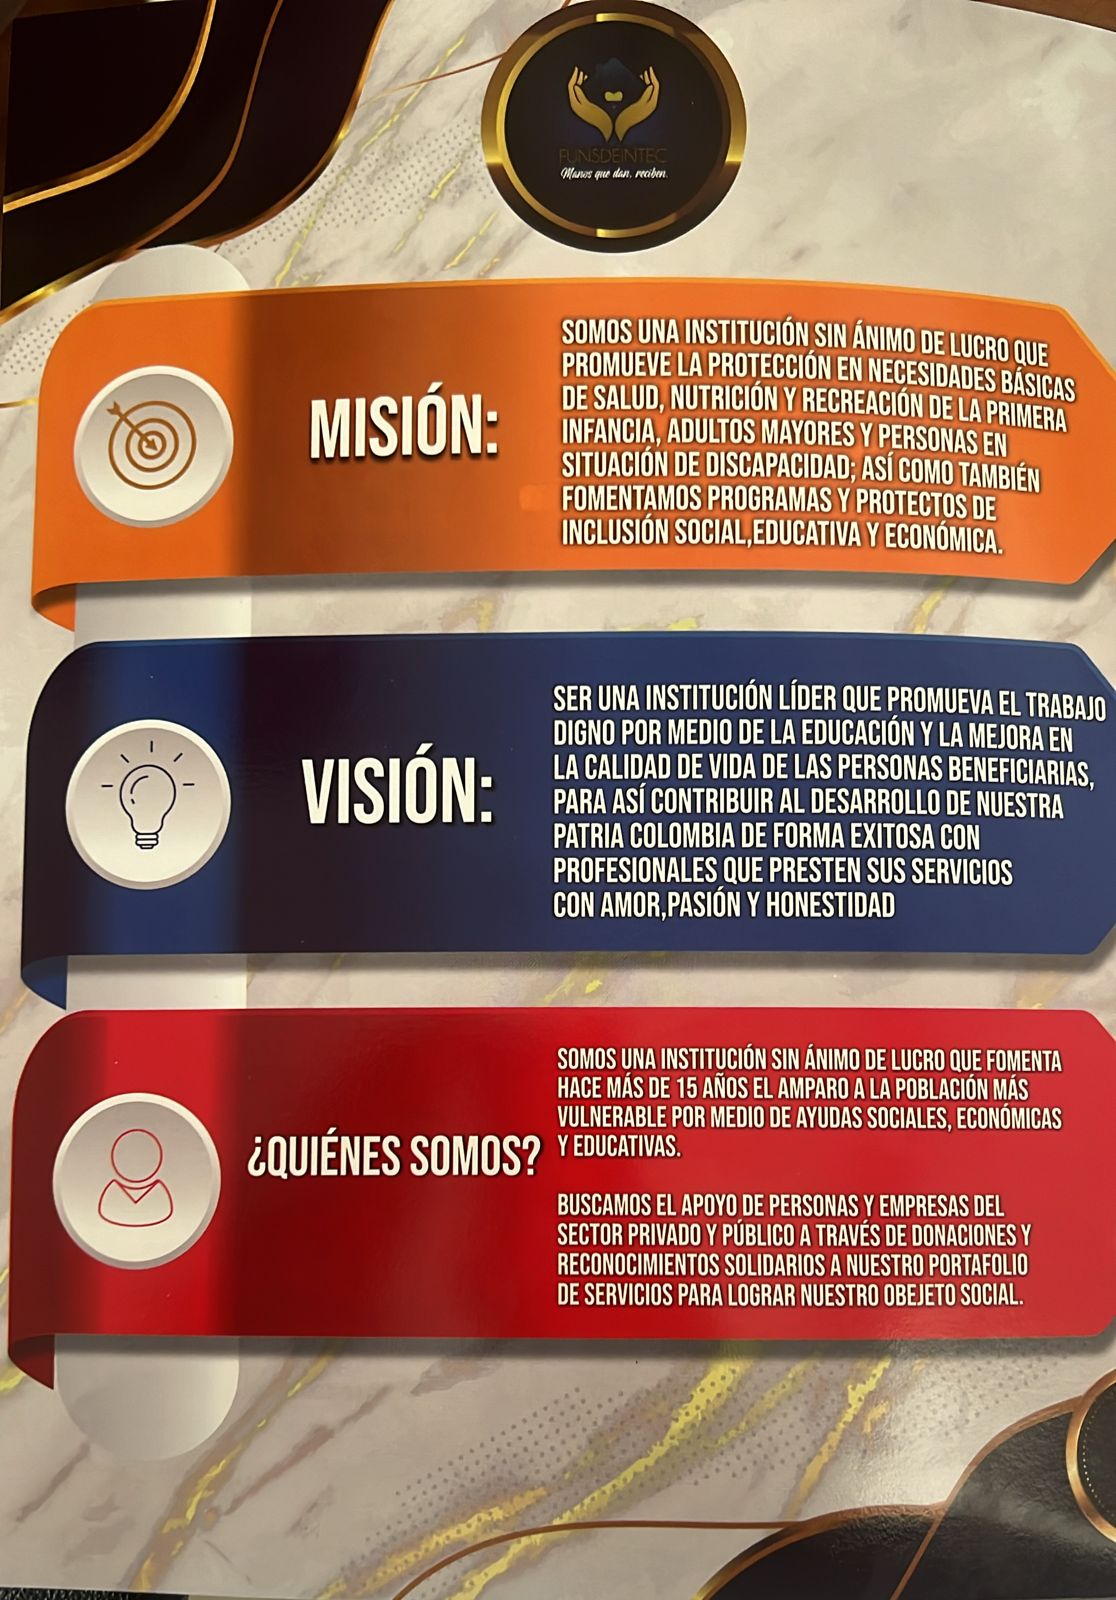 FUNSDEINTEC
Manos que dan, reciben.
MISIÓN:
SOMOS UNA INSTITUCIÓN SIN ÁNIMO DE LUCRO QUE
PROMUEVE LA PROTECCIÓN EN NECESIDADES BÁSICAS
DE SALUD, NUTRICIÓN Y RECREACIÓN DE LA PRIMERA
INFANCIA, ADULTOS MAYORES Y PERSONAS EN
SITUACIÓN DE DISCAPACIDAD; ASÍ COMO TAMBIÉN
FOMENTAMOS PROGRAMAS Y PROTECTOS DE
INCLUSIÓN SOCIAL,EDUCATIVA Y ECONÓMICA.
VISIÓN:
SER UNA INSTITUCIÓN LÍDER QUE PROMUEVA EL TRABAJO
DIGNO POR MEDIO DE LA EDUCACIÓN Y LA MEJORA EN
LA CALIDAD DE VIDA DE LAS PERSONAS BENEFICIARIAS,
PARA ASÍ CONTRIBUIR AL DESARROLLO DE NUESTRA
PATRIA COLOMBIA DE FORMA EXITOSA CON
PROFESIONALES QUE PRESTEN SUS SERVICIOS
CON AMOR,PASIÓN Y HONESTIDAD
¿QUIÉNES SOMOS?
SOMOS UNA INSTITUCIÓN SIN ÁNIMO DE LUCRO QUE FOMENTA
HACE MÁS DE 15 AÑOS EL AMPARO A LA POBLACIÓN MÁS
VULNERABLE POR MEDIO DE AYUDAS SOCIALES, ECONÓMICAS
Y EDUCATIVAS.
BUSCAMOS EL APOYO DE PERSONAS Y EMPRESAS DEL
SECTOR PRIVADO Y PÚBLICO A TRAVÉS DE DONACIONES Y
RECONOCIMIENTOS SOLIDARIOS A NUESTRO PORTAFOLIO
DE SERVICIOS PARA LOGRAR NUESTRO OBEJETO SOCIAL.